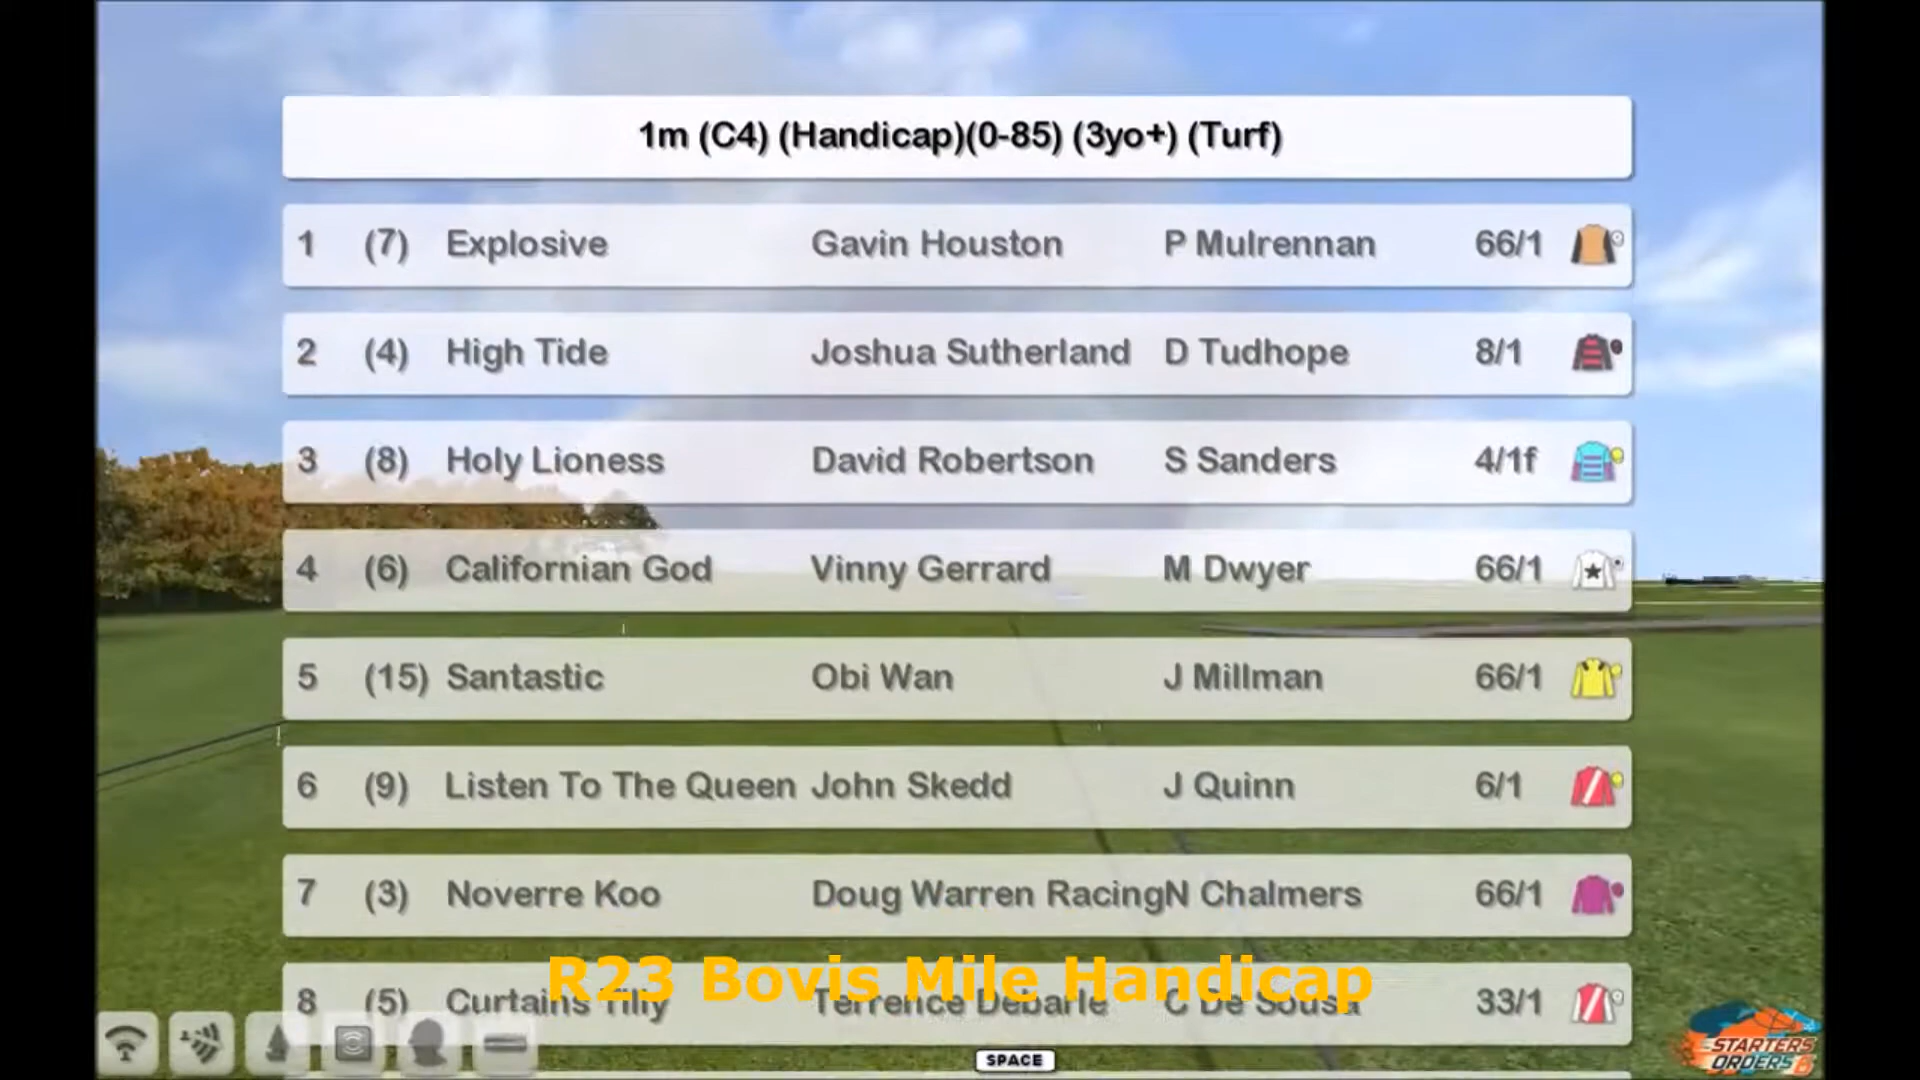 1m (C4) (Handicap)(0-85) (3yo+) (Turf)
1 (7) Explosive Gavin Houston P Mulrennan 66/1
2 (4) High Tide Joshua Sutherland D Tudhope 8/1
3 (8) Holy Lioness David Robertson S Sanders 4/1f
4 (6) Californian God Vinny Gerrard M Dwyer 66/1
5 (15) Santastic Obi Wan J Millman 66/1
6 (9) Listen To The Queen John Skedd J Quinn 6/1
7 (3) Noverre Koo Doug Warren Racing N Chalmers 66/1
R23 Bovis Mile Handicap
8 (5) Curtains Tilly Terrence Debarle C De Sousa 33/1
SPACE
STARTERS
ORDERS 6